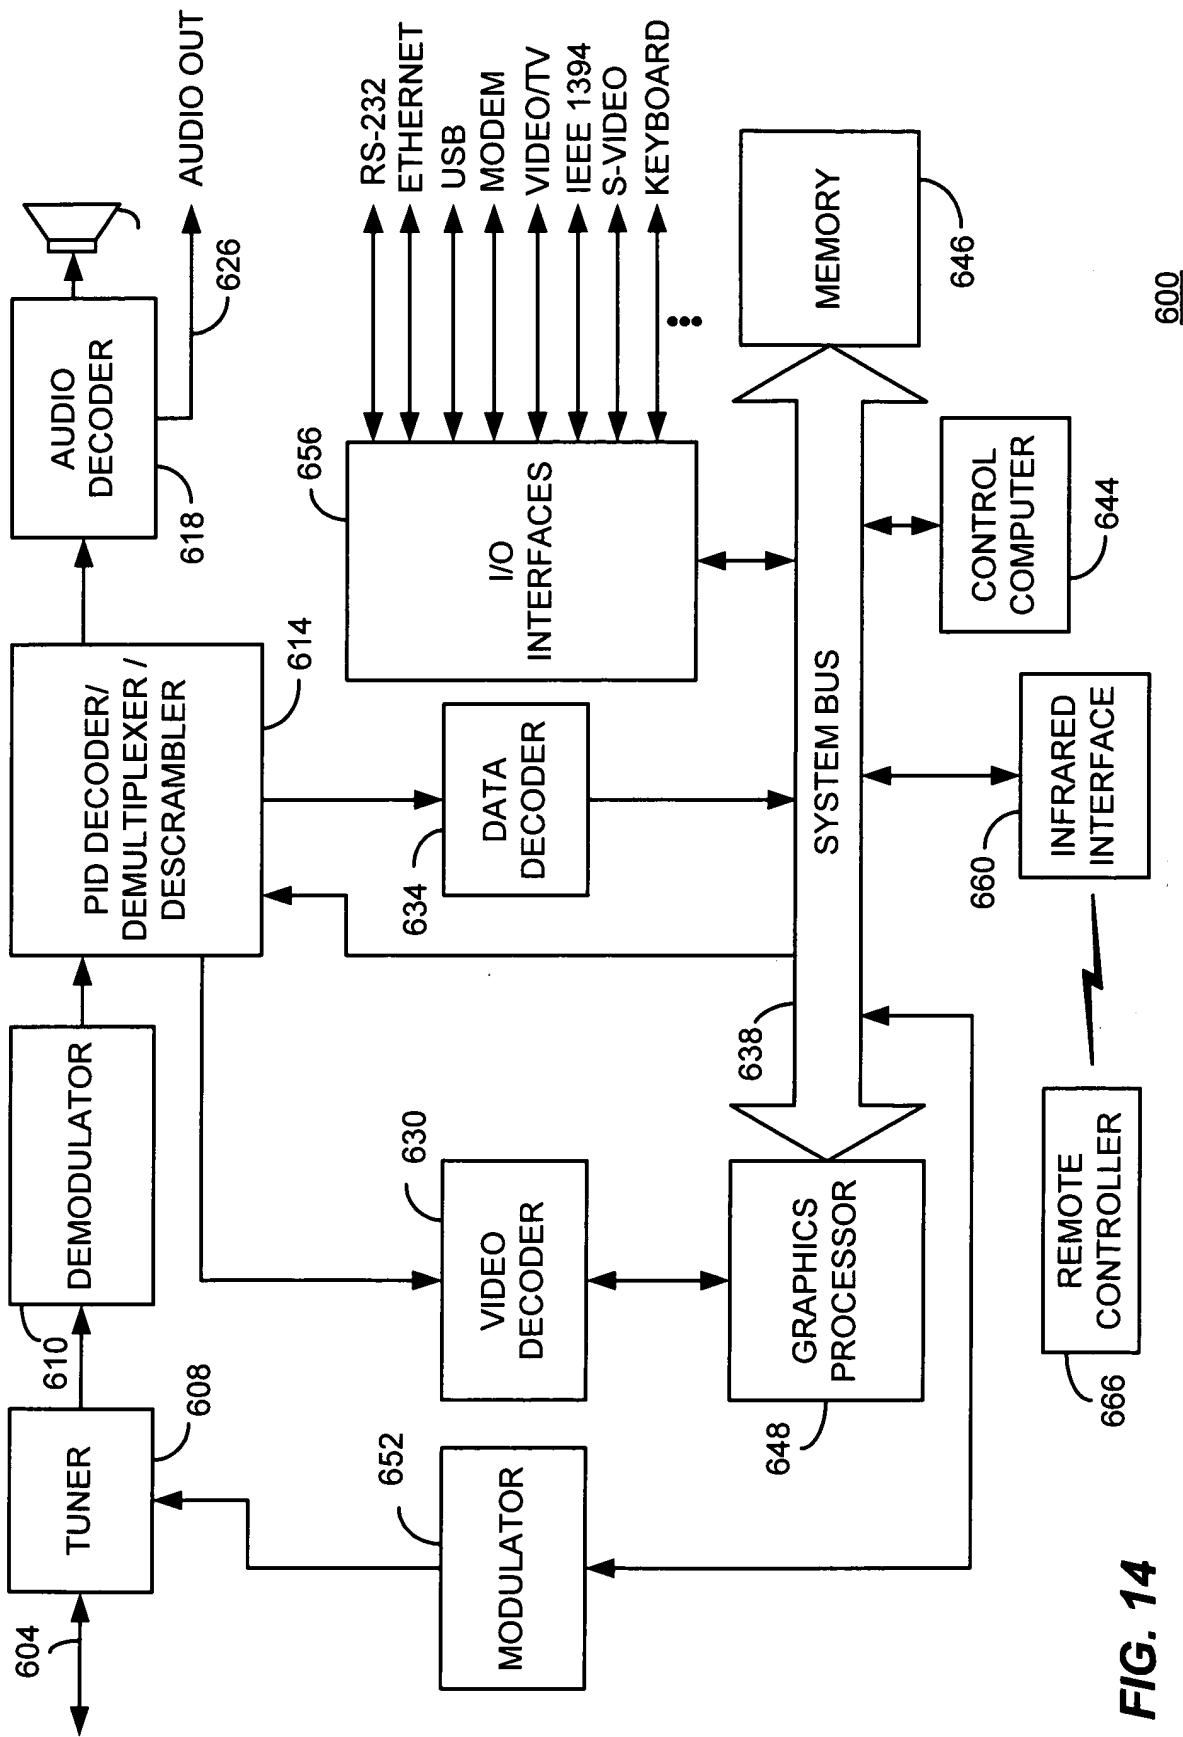 604
TUNER
608
610
DEMODULATOR
PID DECODER/
DEMULTIPLEXER /
DESCRAMBLER
614
618
AUDIO
DECODER
626
AUDIO OUT
652
MODULATOR
630
VIDEO
DECODER
634
DATA
DECODER
656
I/O
INTERFACES
RS-232
ETHERNET
USB
MODEM
VIDEO/TV
IEEE 1394
S-VIDEO
KEYBOARD
648
GRAPHICS
PROCESSOR
638
SYSTEM BUS
MEMORY
646
666
REMOTE
CONTROLLER
660
INFRARED
INTERFACE
CONTROL
COMPUTER
644
FIG. 14
600